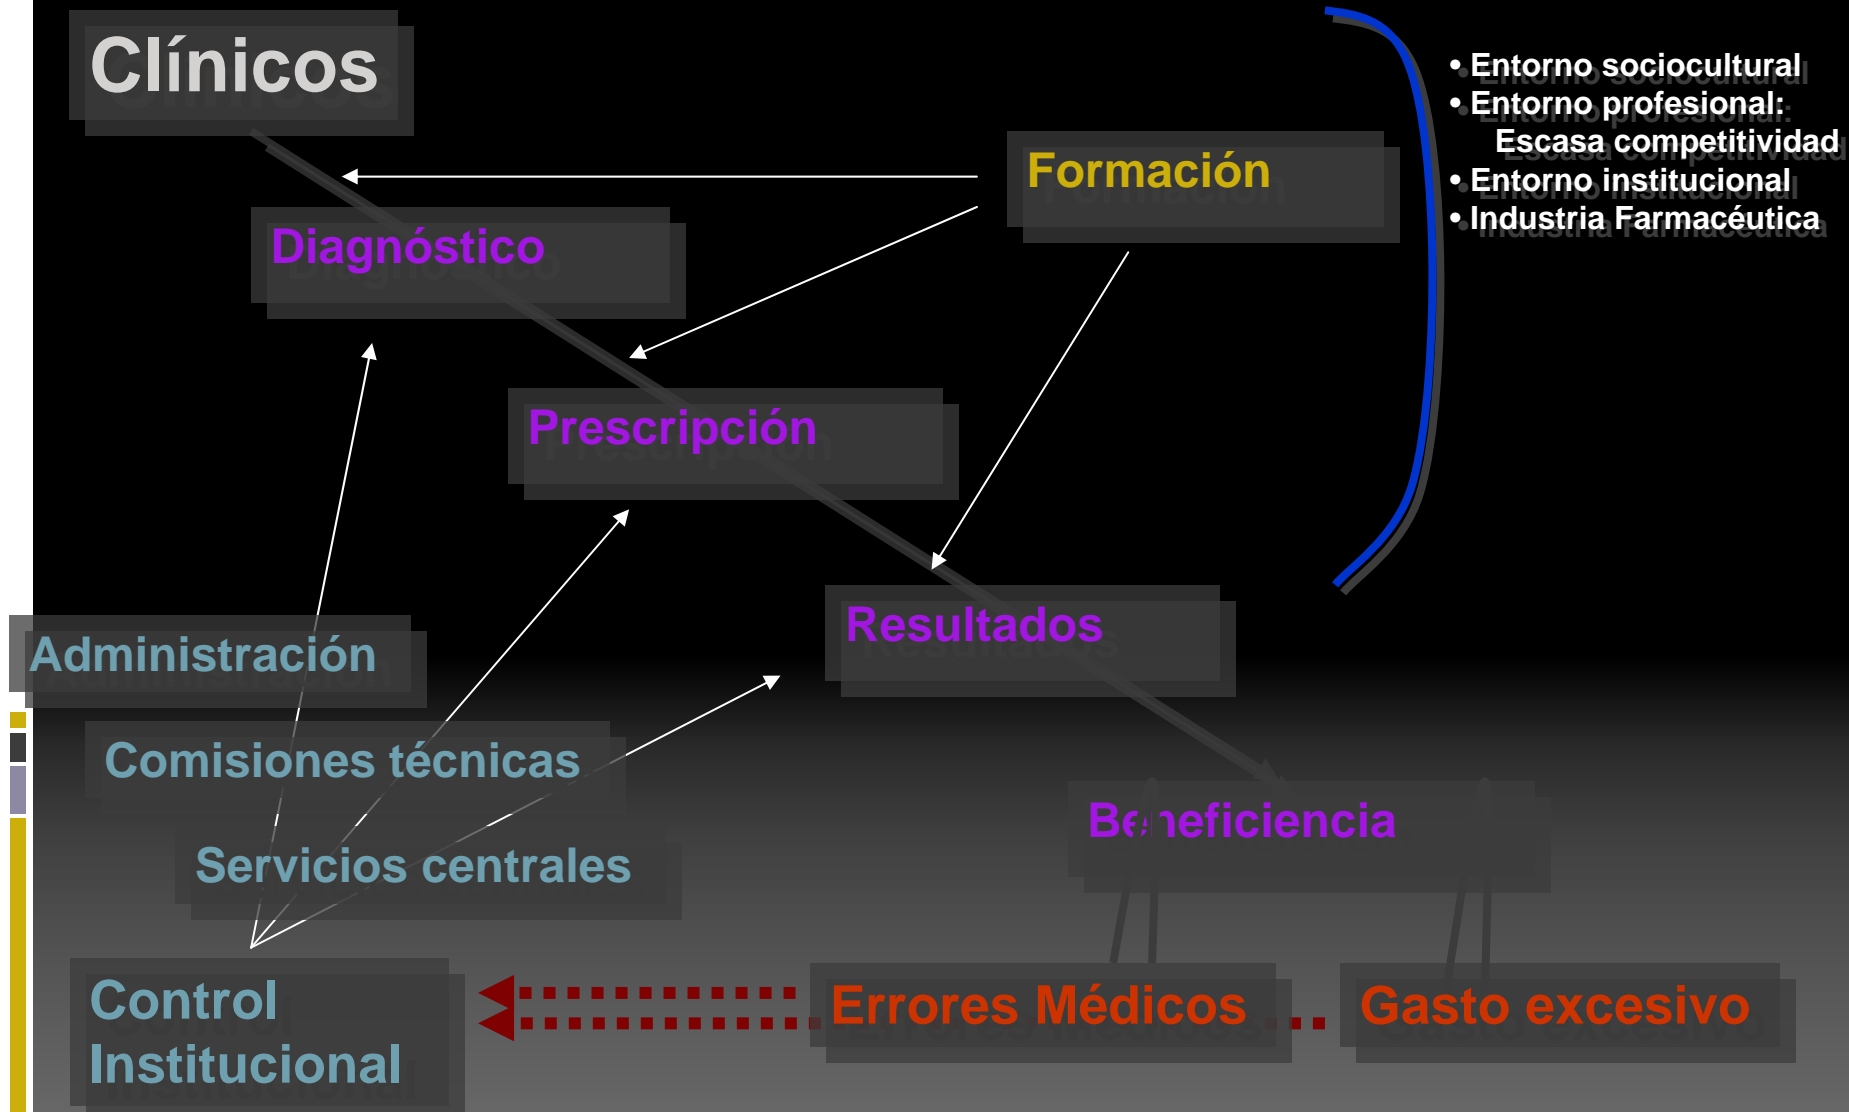 Clínicos
• Entorno sociocultural
• Entorno profesional:
Escasa competitividad
• Entorno institucional
• Industria Farmacéutica
Formación
Diagnóstico
Prescripción
Resultados
Administración
Comisiones técnicas
Servicios centrales
Beneficiencia
Control
Institucional
Errores Médicos
Gasto excesivo